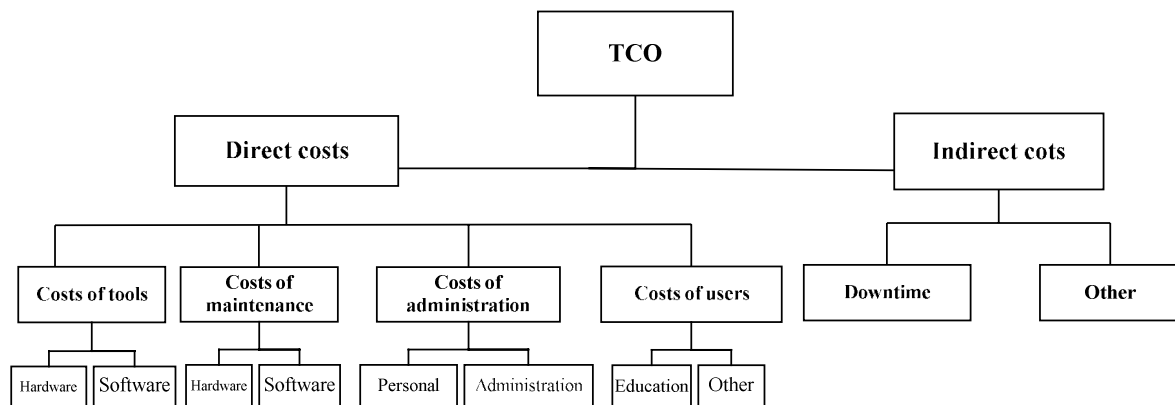 TCO
Direct costs
Indirect cots
Costs of tools
Costs of
maintenance
Costs of
administration
Costs of users
Downtime
Other
Hardware
Software
Hardware
Software
Personal
Administration
Education
Other